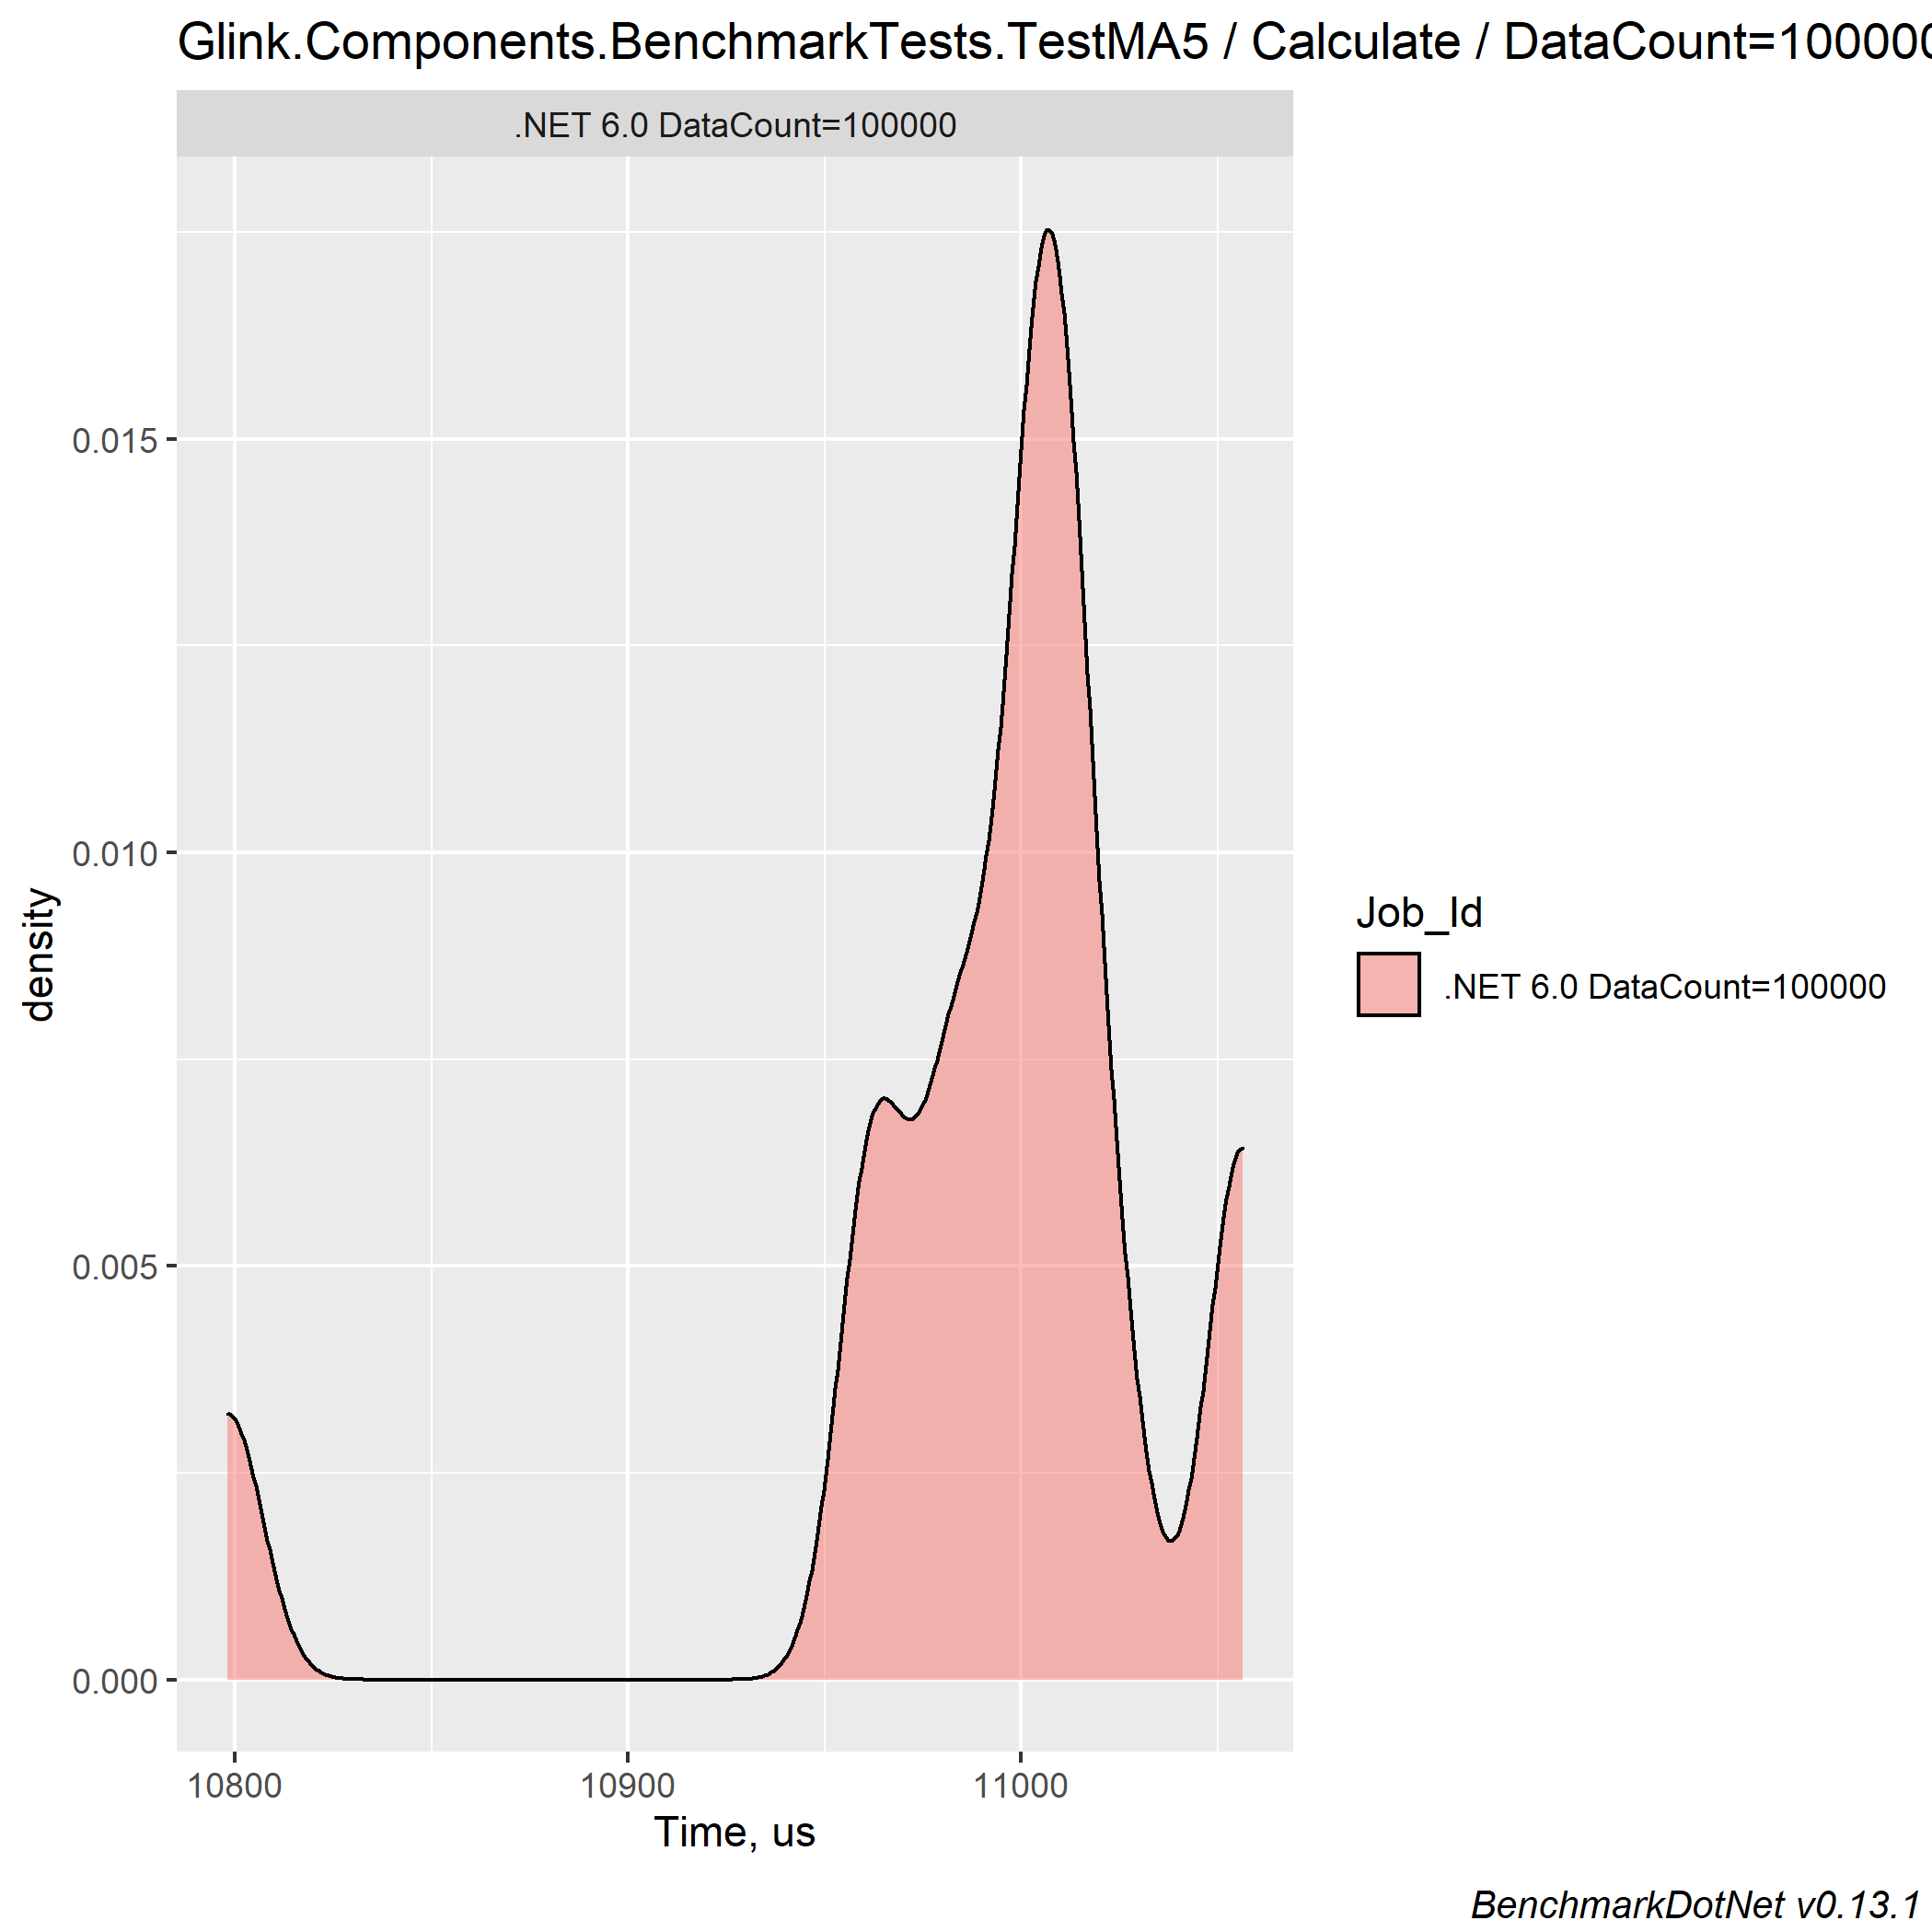 Glink.Components.BenchmarkTests.TestMA5 / Calculate / DataCount=100000
.NET 6.0 DataCount=100000
0.015
0.010
0.005
0.000
density
10800 10900 11000
Time, us
Job_Id
.NET 6.0 DataCount=100000
BenchmarkDotNet v0.13.1